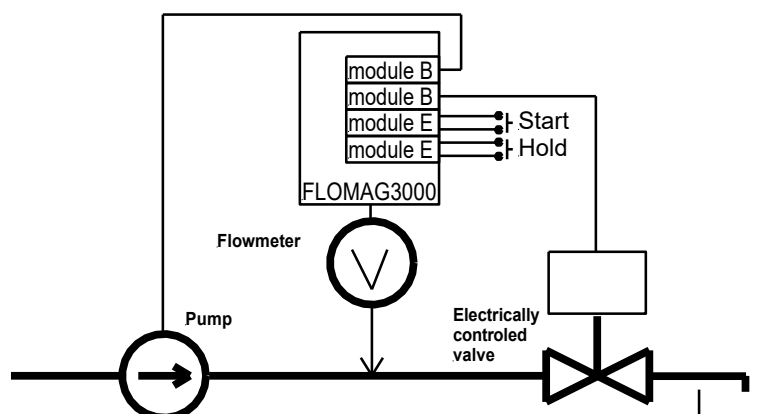 module B
module B
module E
Start
module E
Hold
FLOMAG3000
Flowmeter
V
Pump
Electrically
controled
valve